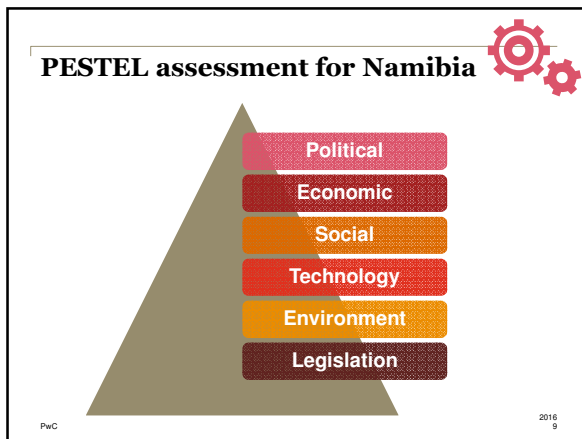 PESTEL assessment for Namibia
Political
Economic
Social
Technology
Environment
Legislation
PwC
2016
9